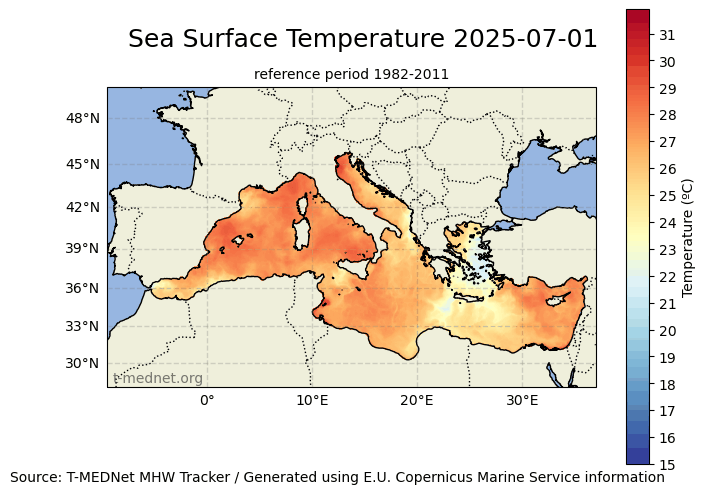 Sea Surface Temperature 2025-07-01
reference period 1982-2011
48°N
45°N
42°N
39°N
36°N
33°N
30°N
0°
10°E
20°E
30°E
t-mednet.org
31
30
29
28
27
26
25
24
23
22
21
20
19
18
17
16
15
Temperature (ºC)
Source: T-MEDNet MHW Tracker / Generated using E.U. Copernicus Marine Service information